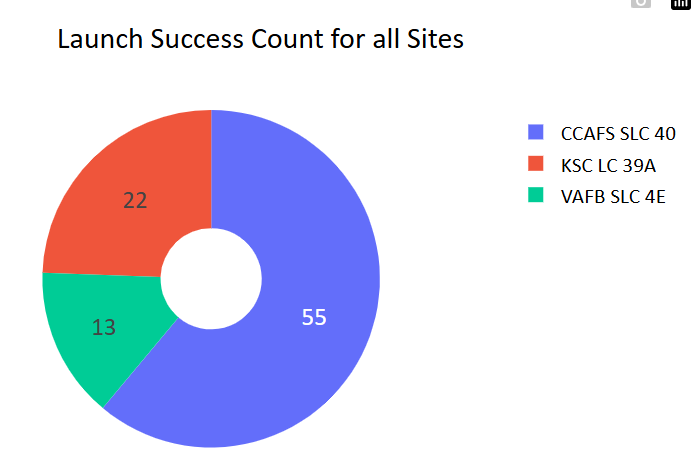 Launch Success Count for all Sites
CCAFS SLC 40
KSC LC 39A
VAFB SLC 4E
22
55
13